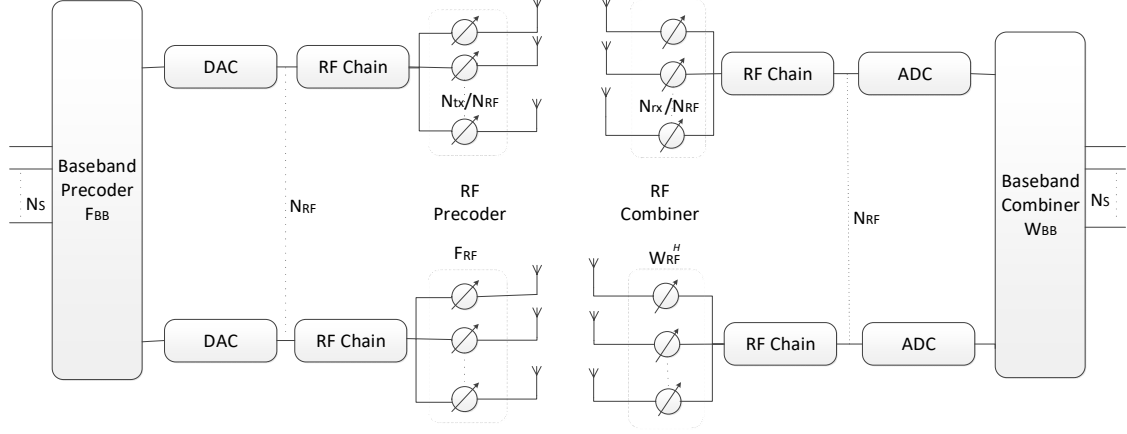 Baseband
Precoder
FBB
NS
DAC
RF Chain
Ntx/NRF
NRF
RF
Precoder
FRF
DAC
RF Chain
Nrx/NRF
RF Chain
ADC
RF
Combiner
WRF^H
NRF
RF Chain
ADC
Baseband
Combiner
WBB
NS